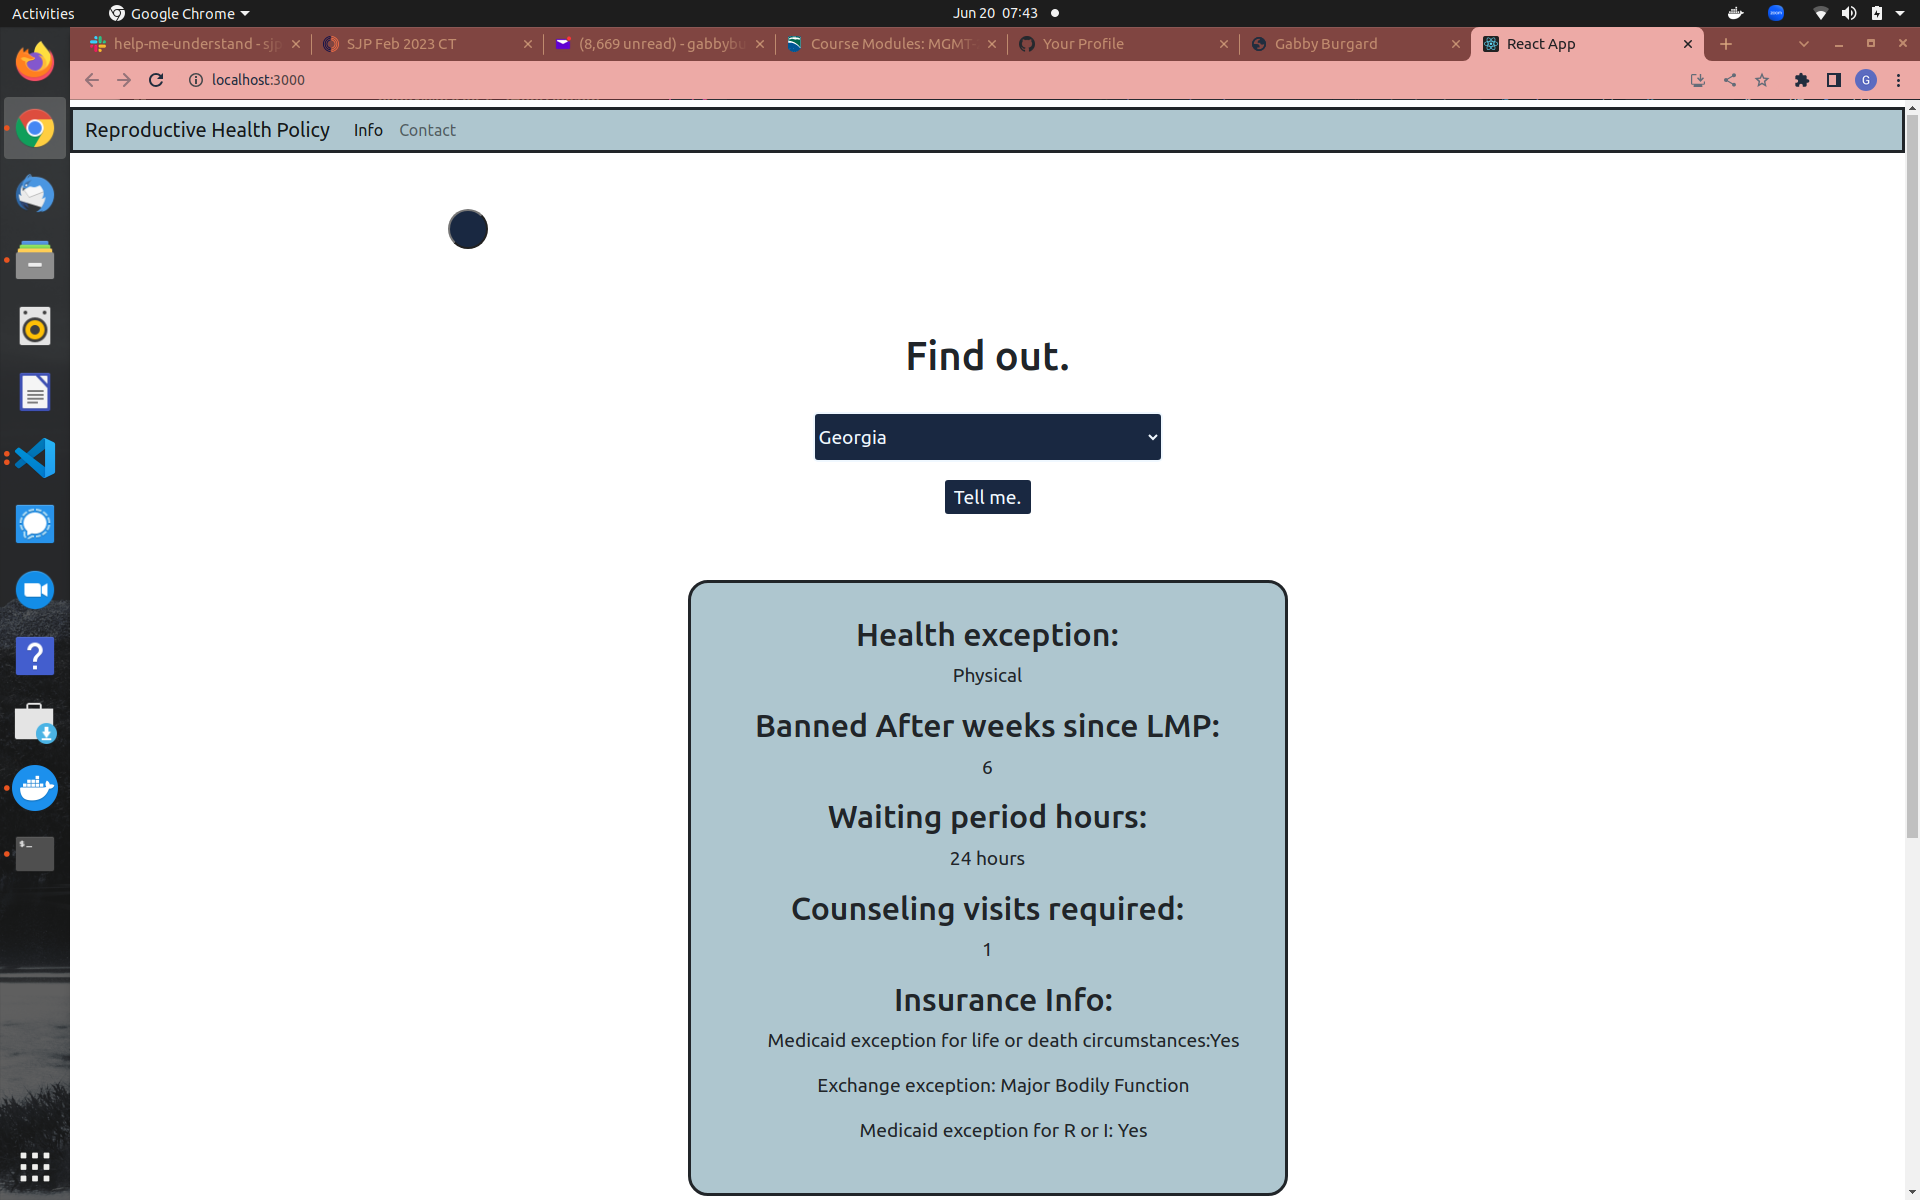 Activities
Google Chrome
Jun 20 07:43
help-me-understand - sjp
SJP Feb 2023 CT
(8,669 unread) - gabbybu
Course Modules: MGMT-
Your Profile
Gabby Burgard
React App
localhost:3000
G
Reproductive Health Policy
Info
Contact
Find out.
Georgia
Tell me.
Health exception:
Physical
Banned After weeks since LMP:
6
Waiting period hours:
24 hours
Counseling visits required:
1
Insurance Info:
Medicaid exception for life or death circumstances:Yes
Exchange exception: Major Bodily Function
Medicaid exception for R or I: Yes